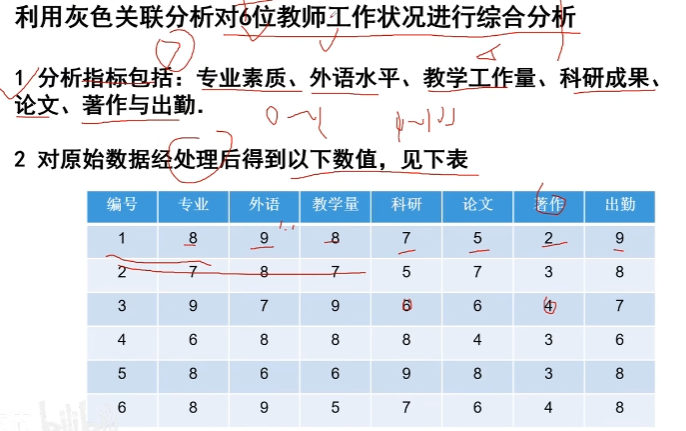 利用灰色关联分析对6位教师工作状况进行综合分析
1 分析指标包括：专业素质、外语水平、教学工作量、科研成果、
论文、著作与出勤.
2 对原始数据经处理后得到以下数值，见下表
编号 专业 外语 教学量 科研 论文 著作 出勤
1 8 9 8 7 5 2 9
2 7 8 7 5 7 3 8
3 9 7 9 6 6 4 7
4 6 8 8 8 4 3 6
5 8 6 6 9 8 3 8
6 8 9 5 7 6 4 8